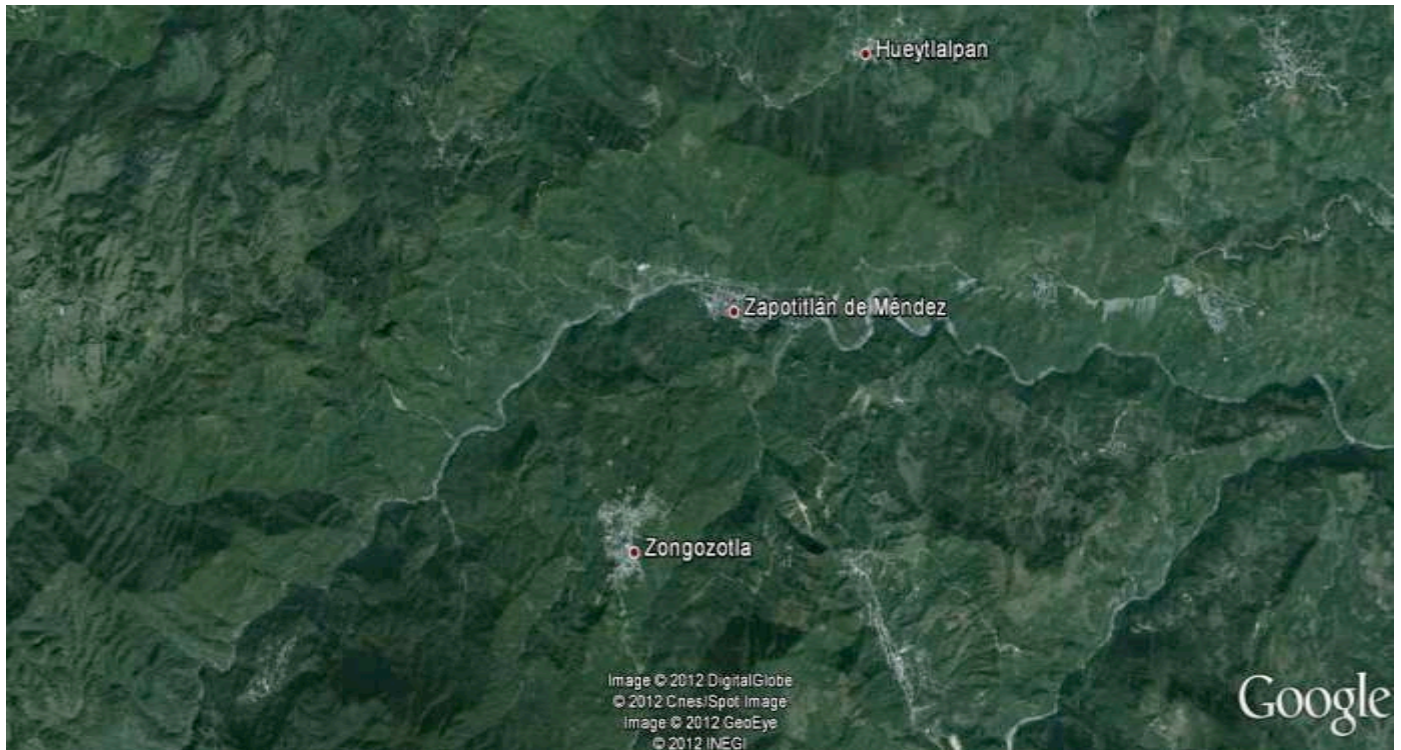 Hueytlalpan
Zapotitlán de Méndez
Zongozotla
Image © 2012 DigitalGlobe
© 2012 Cnes/Spot Image
Image © 2012 GeoEye
© 2012 INEGI
Google